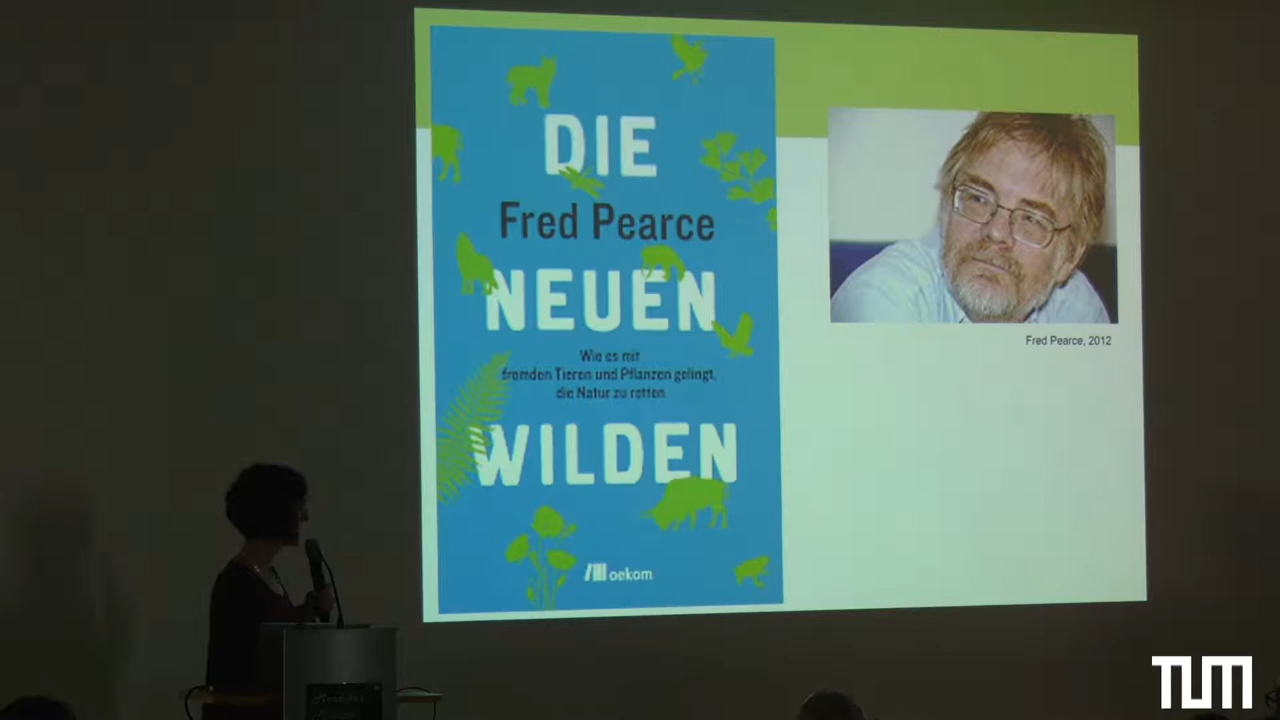 DIE
Fred Pearce
NEUEN
Wie es mit
fremden Tieren und Pflanzen gelingt,
die Natur zu retten
WILDEN
oekom
Fred Pearce, 2012
TUM